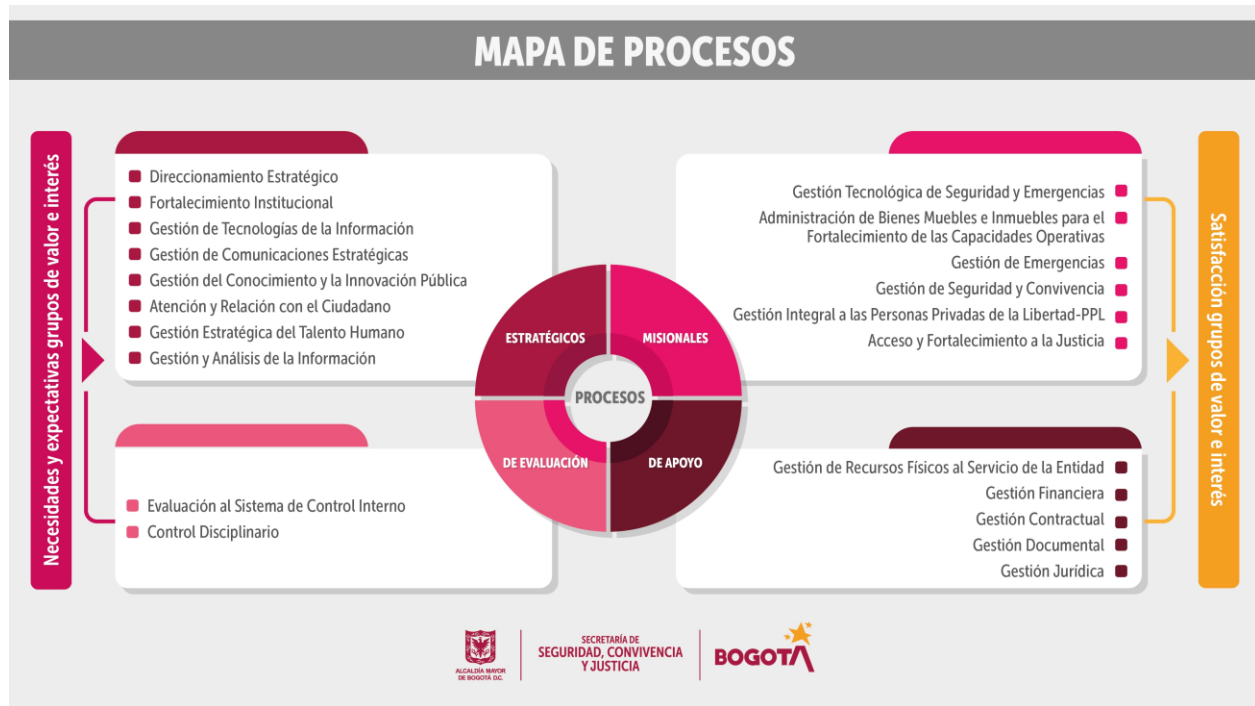 MAPA DE PROCESOS
Necesidades y expectativas grupos de valor e interés
Direccionamiento Estratégico
Fortalecimiento Institucional
Gestión de Tecnologías de la Información
Gestión de Comunicaciones Estratégicas
Gestión del Conocimiento y la Innovación Pública
Atención y Relación con el Ciudadano
Gestión Estratégica del Talento Humano
Gestión y Análisis de la Información
Evaluación al Sistema de Control Interno
Control Disciplinario
ESTRATÉGICOS
MISIONALES
PROCESOS
DE EVALUACIÓN
DE APOYO
Gestión Tecnológica de Seguridad y Emergencias
Administración de Bienes Muebles e Inmuebles para el
Fortalecimiento de las Capacidades Operativas
Gestión de Emergencias
Gestión de Seguridad y Convivencia
Gestión Integral a las Personas Privadas de la Libertad-PPL
Acceso y Fortalecimiento a la Justicia
Gestión de Recursos Físicos al Servicio de la Entidad
Gestión Financiera
Gestión Contractual
Gestión Documental
Gestión Jurídica
Satisfacción grupos de valor e interés
ALCALDÍA MAYOR
DE BOGOTÁ D.C.
SECRETARÍA DE
SEGURIDAD, CONVIVENCIA
Y JUSTICIA
BOGOTÁ